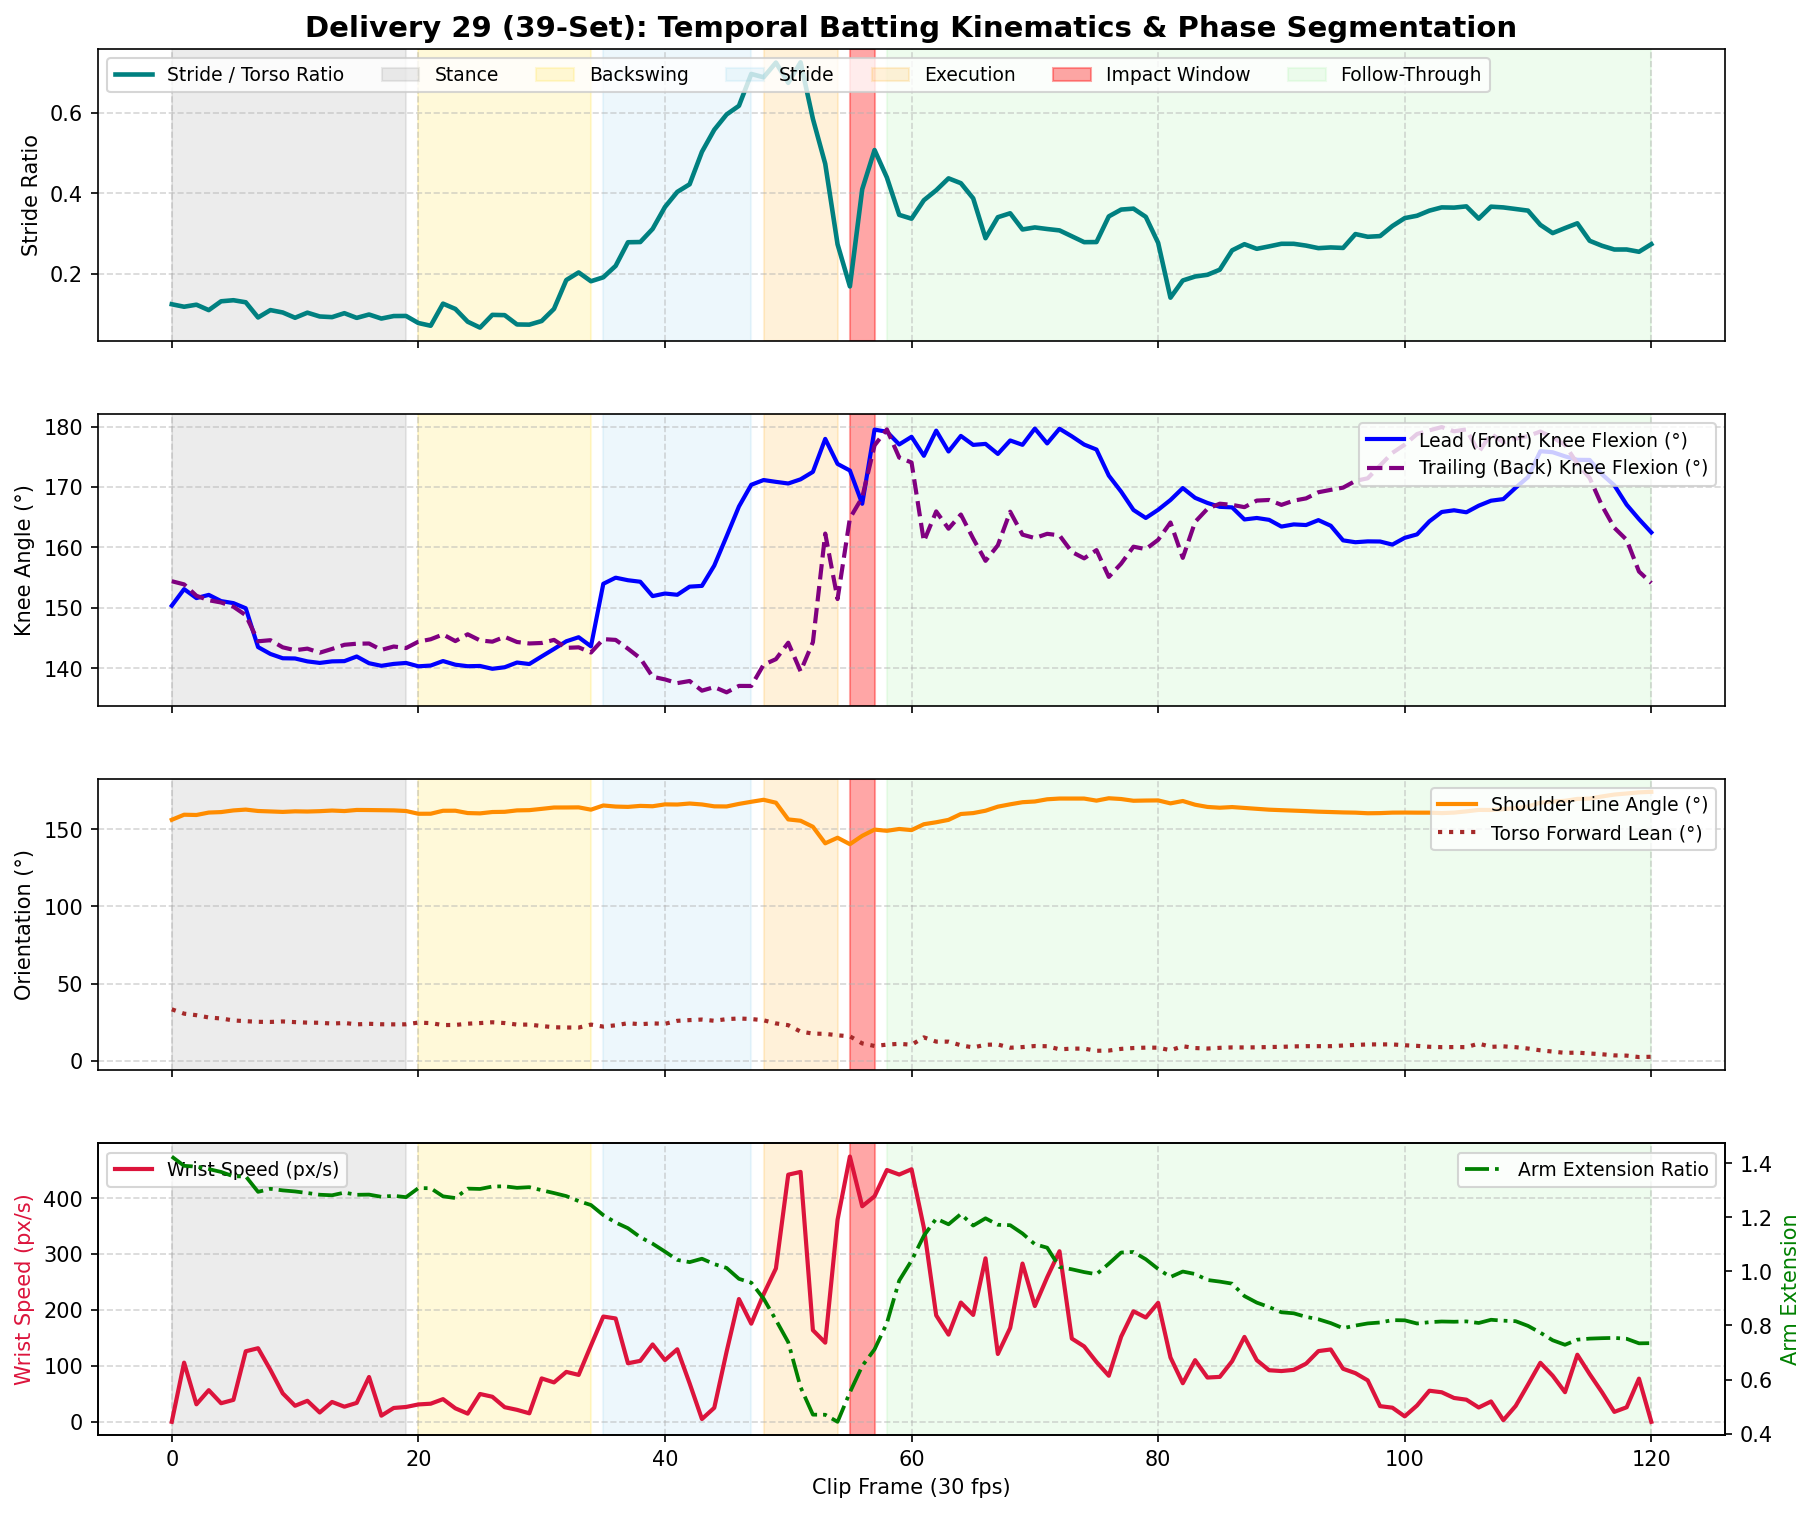 Delivery 29 (39-Set): Temporal Batting Kinematics & Phase Segmentation
Stride / Torso Ratio Stance Backswing Stride Execution Impact Window Follow-Through
Stride Ratio
0.6
0.4
0.2
Lead (Front) Knee Flexion (°)
Trailing (Back) Knee Flexion (°)
Knee Angle (°)
180
170
160
150
140
Shoulder Line Angle (°)
Torso Forward Lean (°)
Orientation (°)
150
100
50
0
Wrist Speed (px/s)
Arm Extension Ratio
Wrist Speed (px/s)
400
300
200
100
0
1.4
1.2
1.0
0.8
0.6
0.4
Arm Extension
0 20 40 60 80 100 120
Clip Frame (30 fps)